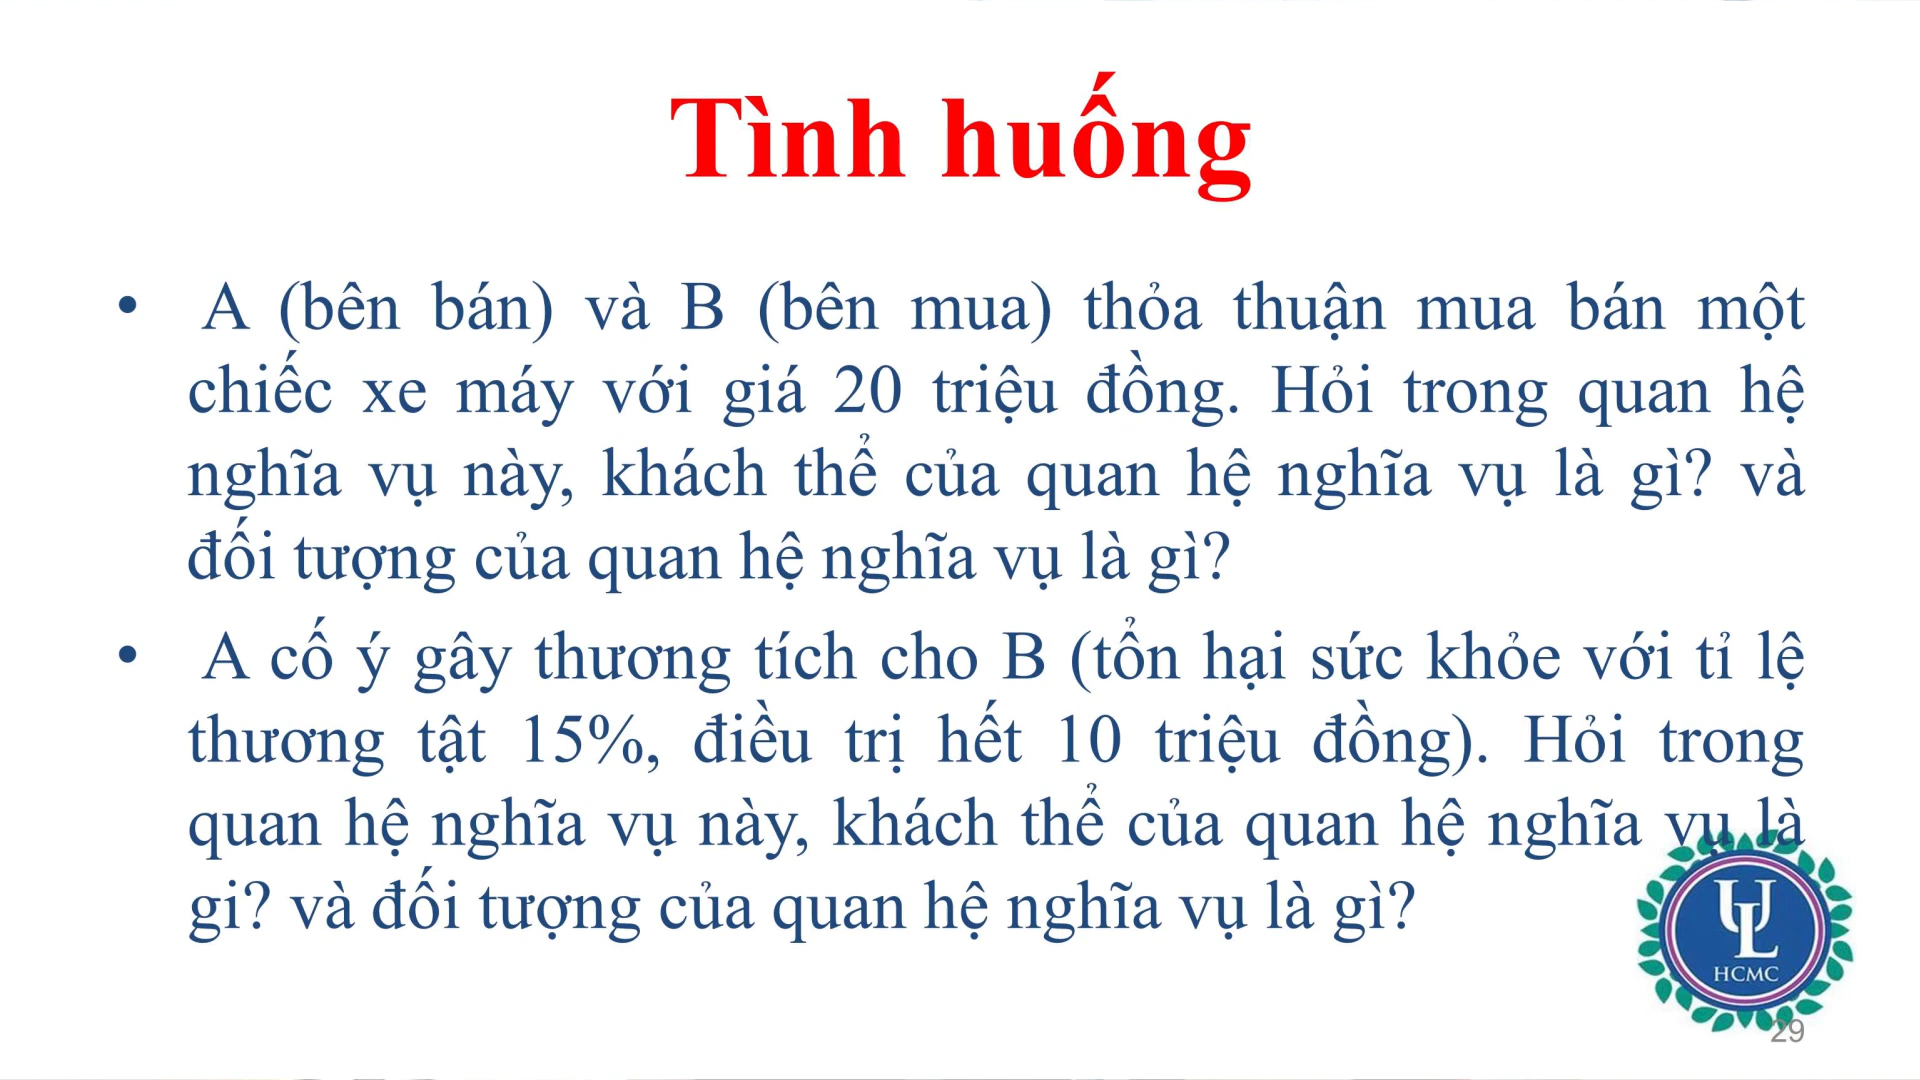 Tình huống
• A (bên bán) và B (bên mua) thỏa thuận mua bán một
chiếc xe máy với giá 20 triệu đồng. Hỏi trong quan hệ
nghĩa vụ này, khách thể của quan hệ nghĩa vụ là gì? và
đối tượng của quan hệ nghĩa vụ là gì?
• A cố ý gây thương tích cho B (tổn hại sức khỏe với tỉ lệ
thương tật 15%, điều trị hết 10 triệu đồng). Hỏi trong
quan hệ nghĩa vụ này, khách thể của quan hệ nghĩa vụ là
gi? và đối tượng của quan hệ nghĩa vụ là gì?
UL
HCMC
29